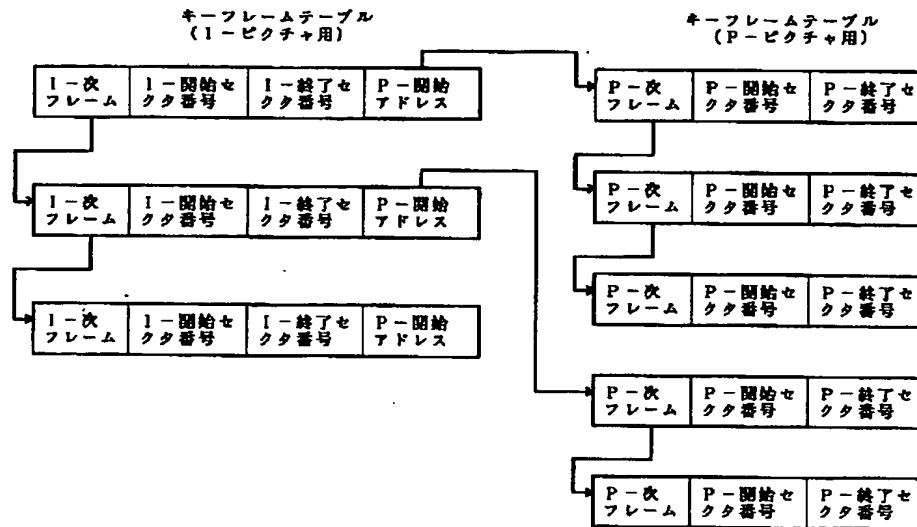 キーフレームテーブル
(I-ピクチャ用)
I-次
フレーム
I-開始セ
クタ番号
I-終了セ
クタ番号
P-開始
アドレス
I-次
フレーム
I-開始セ
クタ番号
I-終了セ
クタ番号
P-開始
アドレス
I-次
フレーム
I-開始セ
クタ番号
I-終了セ
クタ番号
P-開始
アドレス
キーフレームテーブル
(P-ピクチャ用)
P-次
フレーム
P-開始セ
クタ番号
P-終了セ
クタ番号
P-次
フレーム
P-開始セ
クタ番号
P-終了セ
クタ番号
P-次
フレーム
P-開始セ
クタ番号
P-終了セ
クタ番号
P-次
フレーム
P-開始セ
クタ番号
P-終了セ
クタ番号
P-次
フレーム
P-開始セ
クタ番号
P-終了セ
クタ番号